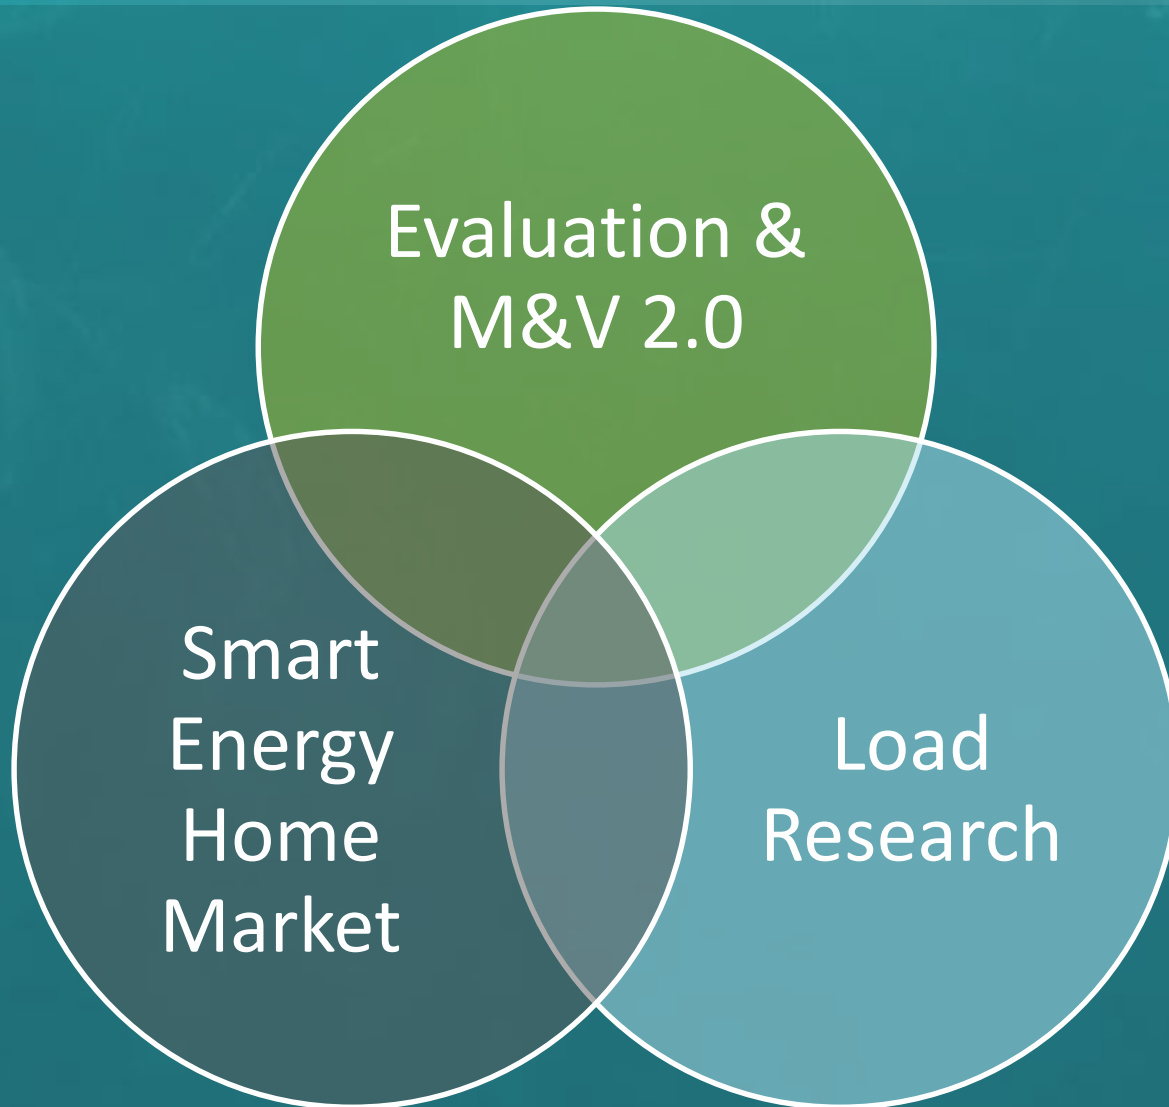 Evaluation &
M&V 2.0
Smart
Energy
Home
Market
Load
Research